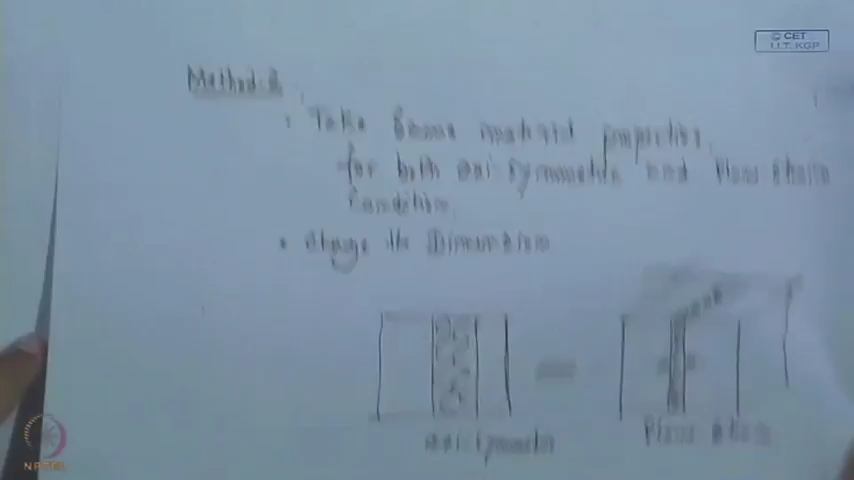 © CET
I.I.T. KGP
Method-2
Take Same material properties
for both axi symmetric and Plane Strain
Condition.
• Change the Dimension
axi symmetric
Plane Strain
NPTEL